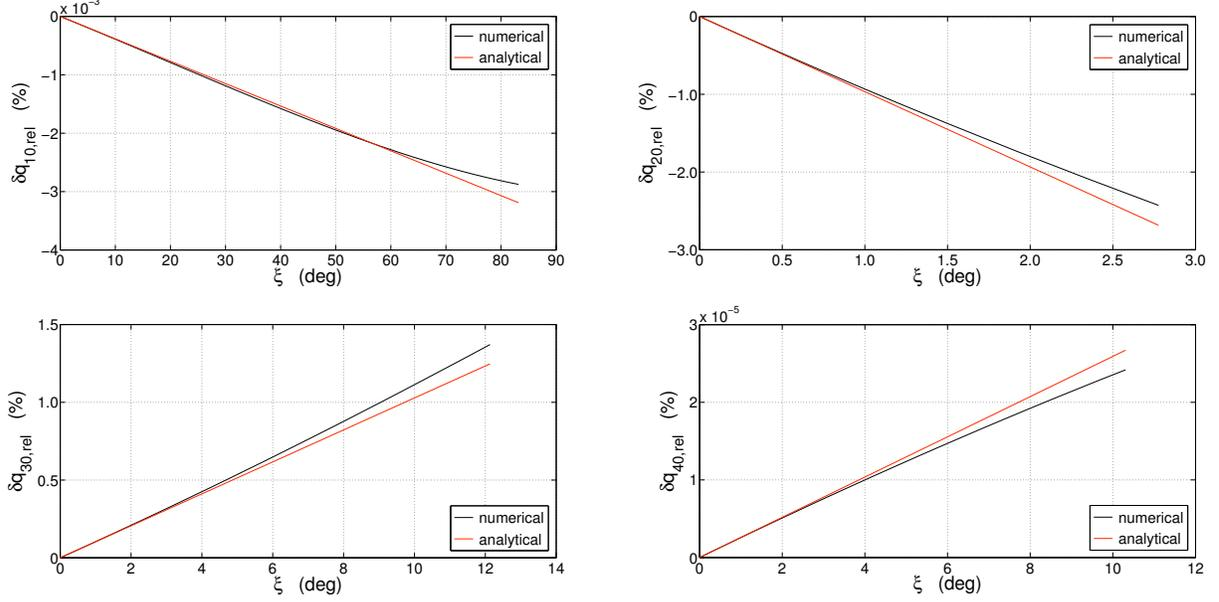 x 10⁻³
0
−1
−2
−3
−4
δq10,rel (%)
0 10 20 30 40 50 60 70 80 90
ξ (deg)
numerical
analytical
0
−1.0
−2.0
−3.0
δq20,rel (%)
0 0.5 1.0 1.5 2.0 2.5 3.0
ξ (deg)
numerical
analytical
1.5
1.0
0.5
0
δq30,rel (%)
0 2 4 6 8 10 12 14
ξ (deg)
numerical
analytical
x 10⁻⁵
3
2
1
0
δq40,rel (%)
0 2 4 6 8 10 12
ξ (deg)
numerical
analytical